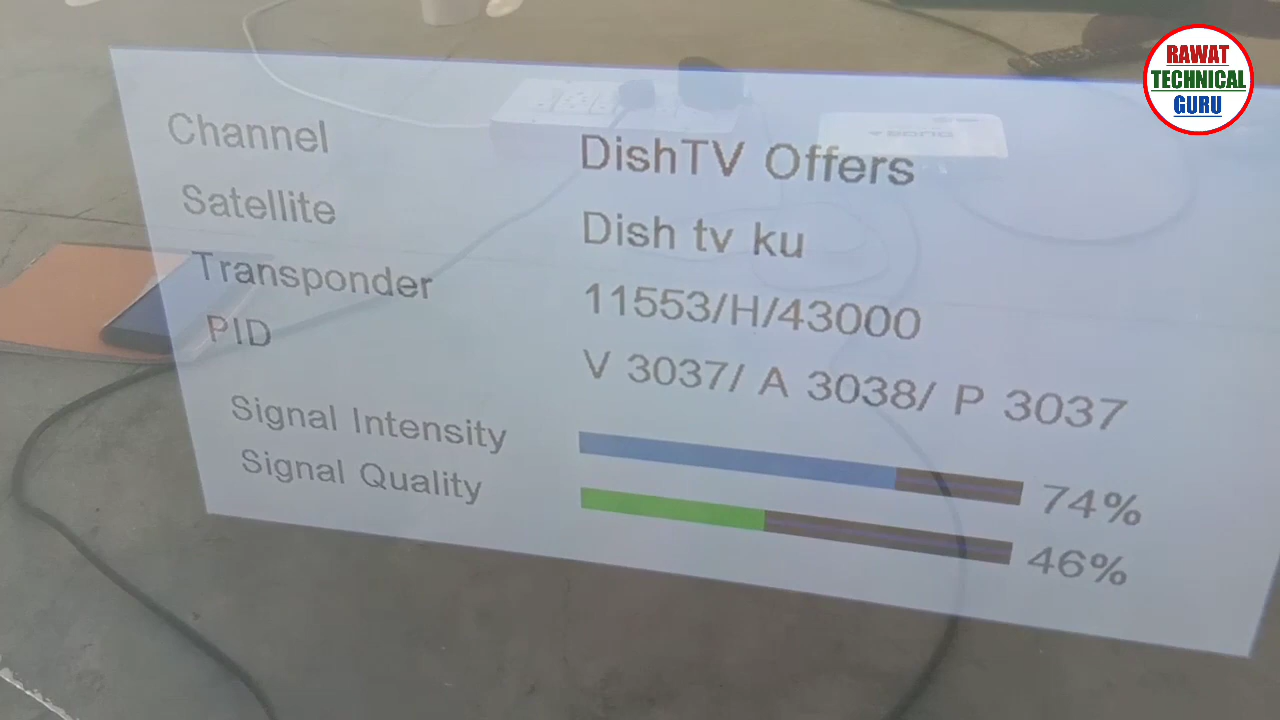 RAWAT
TECHNICAL
GURU
Channel DishTV Offers
Satellite Dish tv ku
Transponder 11553/H/43000
PID V 3037/ A 3038/ P 3037
Signal Intensity 74%
Signal Quality 46%